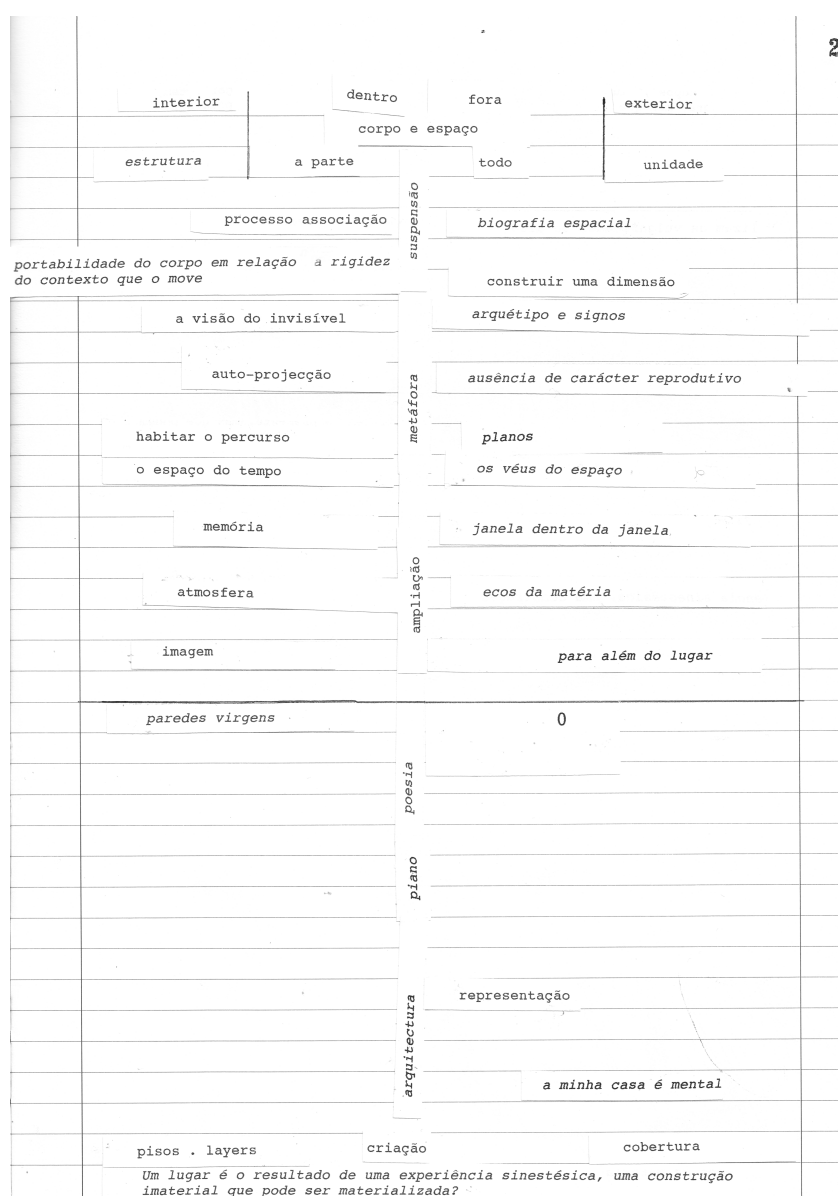 2
interior dentro fora exterior
corpo e espaço
estrutura a parte todo unidade
suspensão
processo associação biografia espacial
portabilidade do corpo em relação a rigidez
do contexto que o move
construir uma dimensão
a visão do invisível arquétipo e signos
metáfora
auto-projecção ausência de carácter reprodutivo
habitar o percurso planos
o espaço do tempo os véus do espaço
memória janela dentro da janela
ampliação
atmosfera ecos da matéria
imagem para além do lugar
paredes virgens 0
poesia
piano
arquitectura
representação
a minha casa é mental
pisos . layers criação cobertura
Um lugar é o resultado de uma experiência sinestésica, uma construção
imaterial que pode ser materializada?